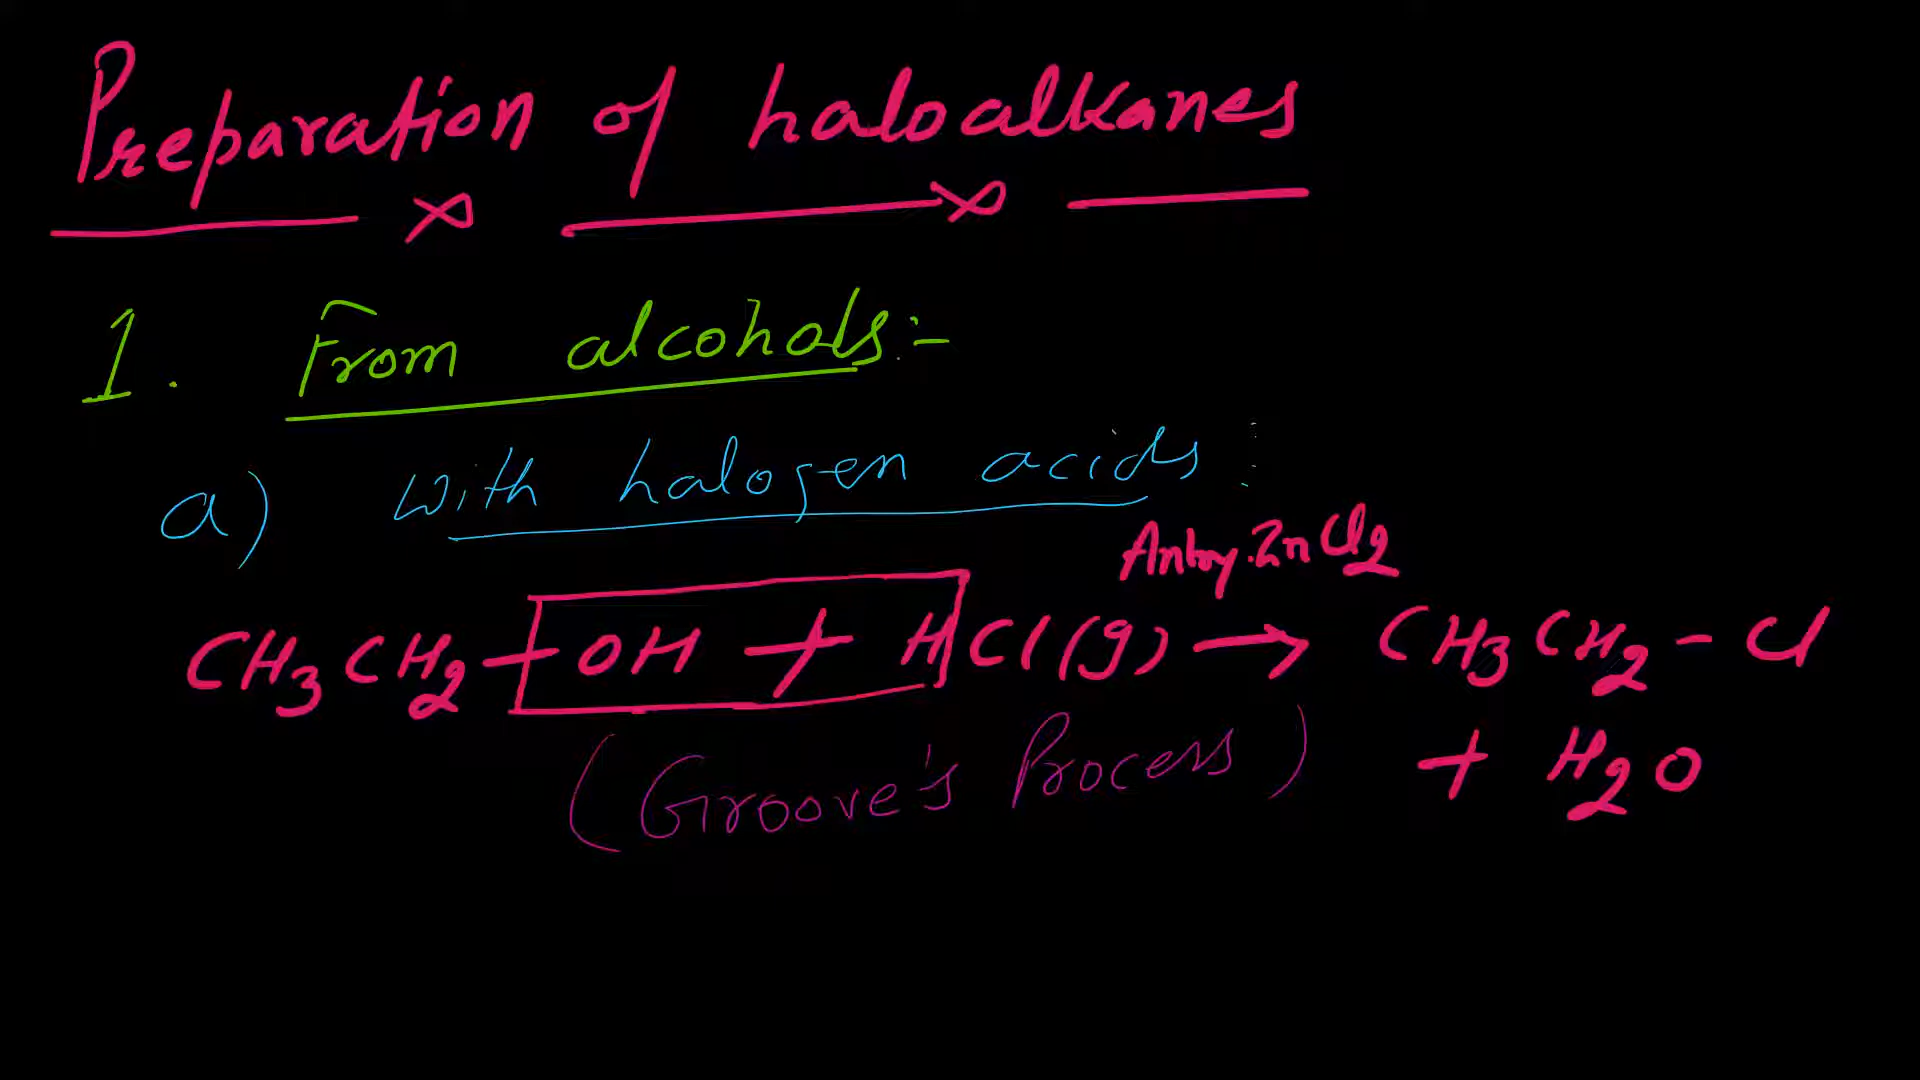 Preparation of haloalkanes
1. From alcohols:-
a) With halogen acids:
Anhy. ZnCl2
CH3CH2-OH + HCl(g) → CH3CH2-Cl
+ H2O
(Groove's Process)